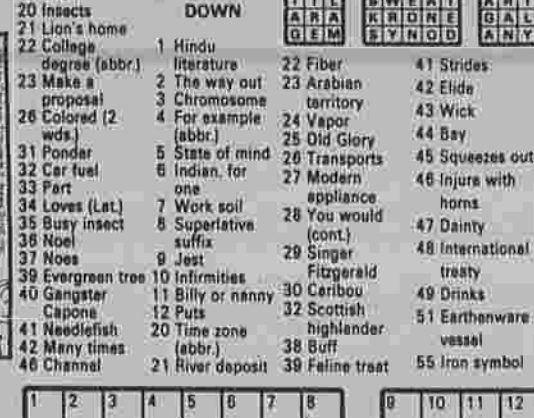 20 Insects
21 Lion's home
22 College
degree (abbr.)
23 Make a
proposal
26 Colored (2
wds.)
31 Ponder
32 Car fuel
33 Part
34 Loves (Lat.)
35 Busy insect
36 Noel
37 Noes
39 Evergreen tree
40 Gangster
Capone
41 Needlefish
42 Many times
46 Channel
DOWN
1 Hindu
literature
2 The way out
3 Chromosome
4 For example
(abbr.)
5 State of mind
6 Indian, for
one
7 Work soil
8 Superlative
suffix
9 Jest
10 Infirmities
11 Billy or nanny
12 Puts
20 Time zone
(abbr.)
21 River deposit
A R A
G E M
K R O N E
S Y N O D
G A L
A N Y
22 Fiber
23 Arabian
territory
24 Vapor
25 Old Glory
26 Transports
27 Modern
appliance
28 You would
(cont.)
29 Singer
Fitzgerald
30 Caribou
32 Scottish
highlander
38 Buff
39 Feline treat
41 Strides
42 Elide
43 Wick
44 Bay
45 Squeezes out
46 Injure with
horns
47 Dainty
48 International
treaty
49 Drinks
51 Earthenware
vessel
55 Iron symbol
1 2 3 4 5 6 7 8 9 10 11 12